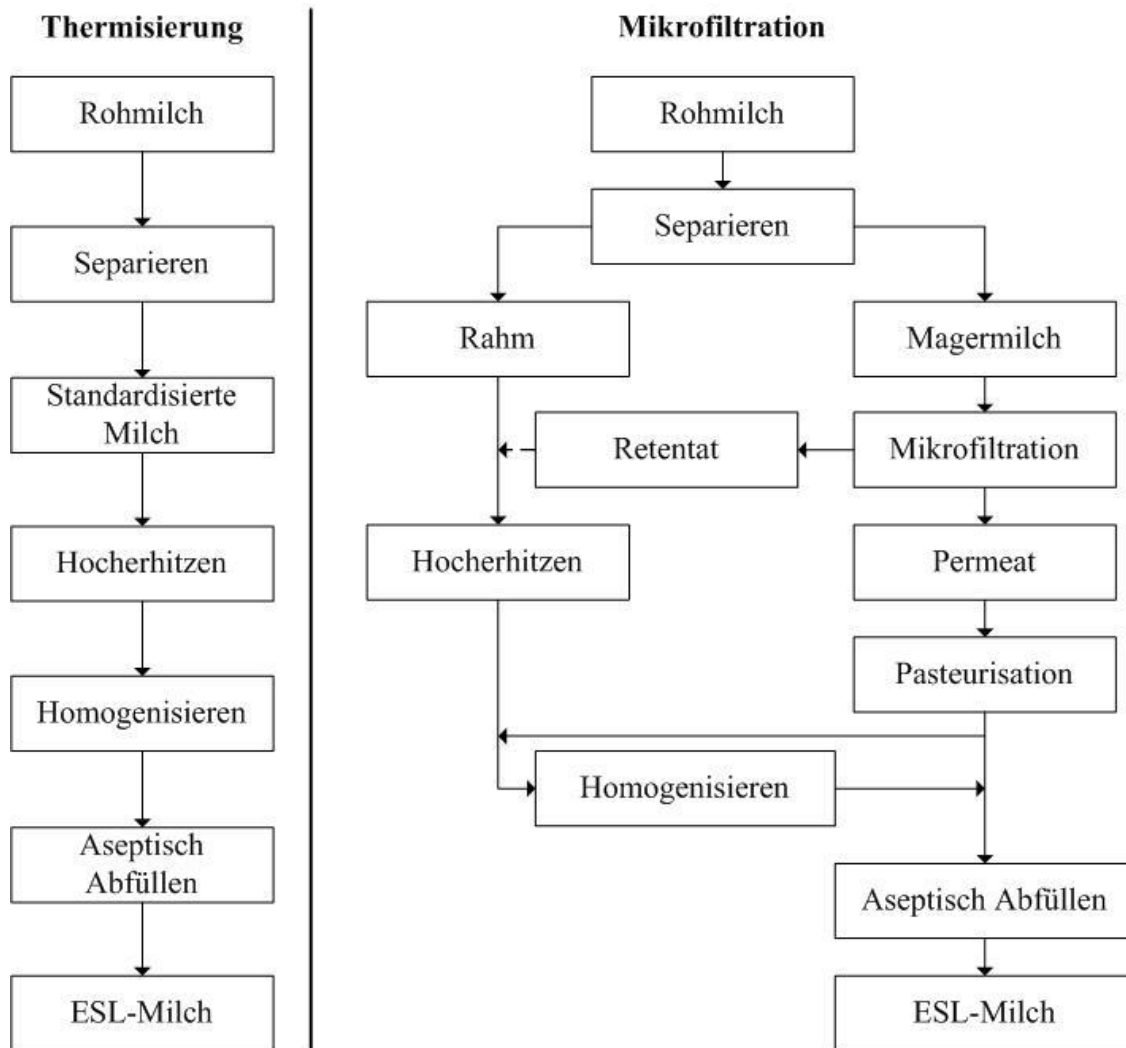 Thermisierung
Rohmilch
Separieren
Standardisierte
Milch
Hocherhitzen
Homogenisieren
Aseptisch
Abfüllen
ESL-Milch
Mikrofiltration
Rohmilch
Separieren
Rahm
Magermilch
Retentat
Mikrofiltration
Hocherhitzen
Permeat
Pasteurisation
Homogenisieren
Aseptisch Abfüllen
ESL-Milch